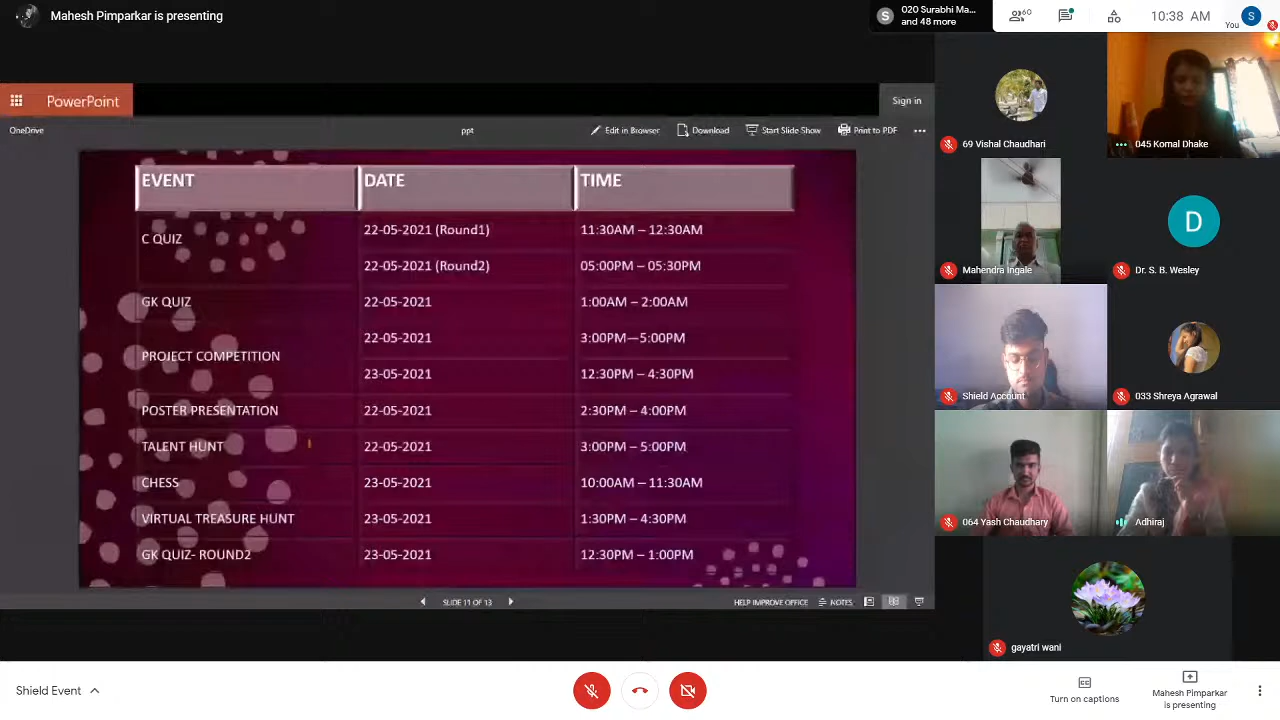 Mahesh Pimparkar is presenting
S
020 Surabhi Ma...
and 48 more
60
10:38 AM
You
S
PowerPoint
Sign in
OneDrive
ppt
Edit in Browser
Download
Start Slide Show
Print to PDF
EVENT DATE TIME
C QUIZ
22-05-2021 (Round1) 11:30AM – 12:30AM
22-05-2021 (Round2) 05:00PM – 05:30PM
GK QUIZ 22-05-2021 1:00AM – 2:00AM
PROJECT COMPETITION
22-05-2021 3:00PM—5:00PM
23-05-2021 12:30PM – 4:30PM
POSTER PRESENTATION 22-05-2021 2:30PM – 4:00PM
TALENT HUNT 22-05-2021 3:00PM – 5:00PM
CHESS 23-05-2021 10:00AM – 11:30AM
VIRTUAL TREASURE HUNT 23-05-2021 1:30PM – 4:30PM
GK QUIZ- ROUND2 23-05-2021 12:30PM – 1:00PM
SLIDE 11 OF 13
HELP IMPROVE OFFICE
NOTES
69 Vishal Chaudhari
045 Komal Dhake
Mahendra Ingale
D
Dr. S. B. Wesley
Shield Account
033 Shreya Agrawal
064 Yash Chaudhary
Adhiraj
gayatri wani
Shield Event
Turn on captions
Mahesh Pimparkar
is presenting